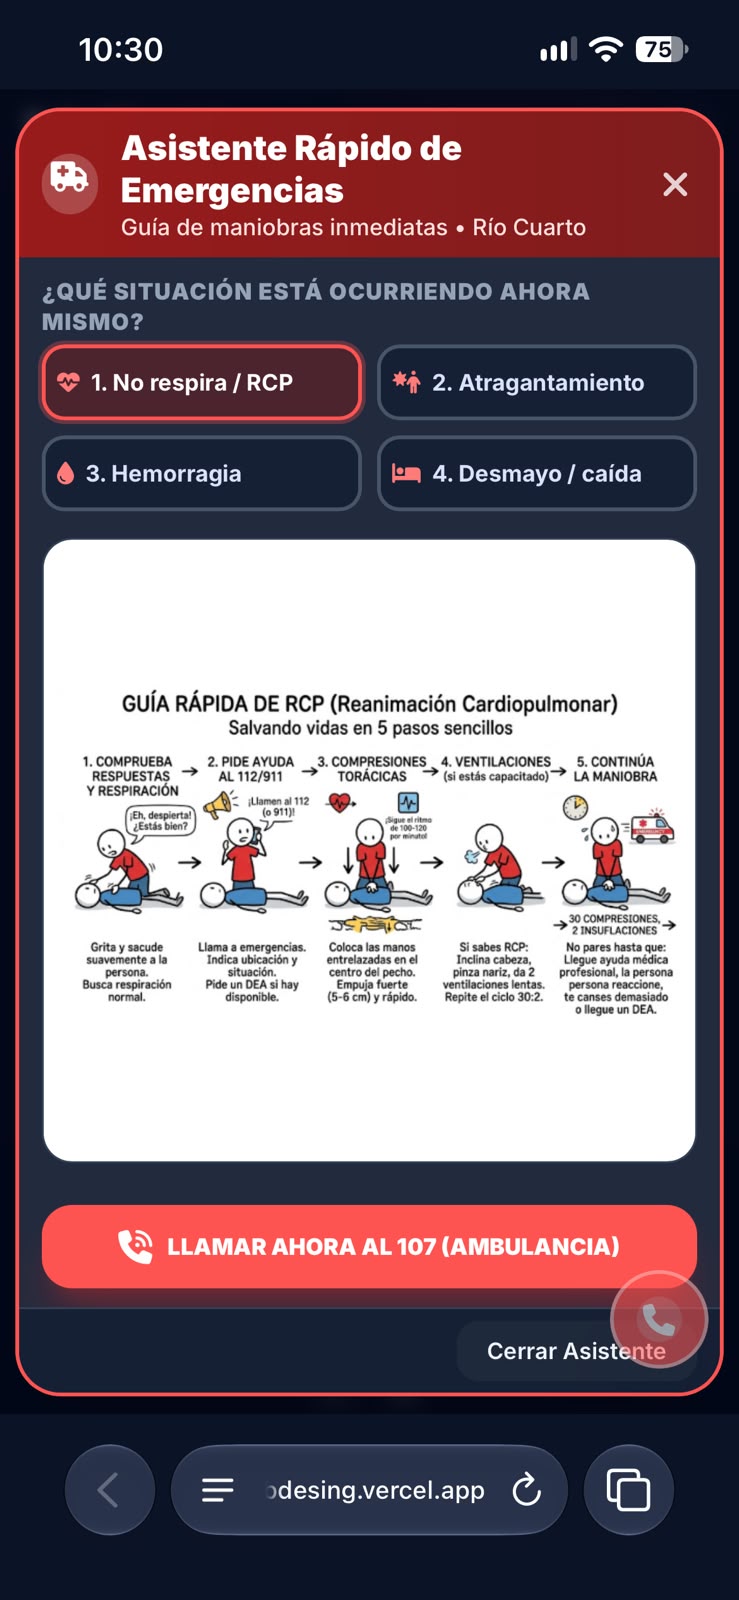 10:30
75
Asistente Rápido de
Emergencias
Guía de maniobras inmediatas • Río Cuarto
¿QUÉ SITUACIÓN ESTÁ OCURRIENDO AHORA
MISMO?
1. No respira / RCP
2. Atragantamiento
3. Hemorragia
4. Desmayo / caída
GUÍA RÁPIDA DE RCP (Reanimación Cardiopulmonar)
Salvando vidas en 5 pasos sencillos
1. COMPRUEBA
RESPUESTAS
Y RESPIRACIÓN
¡Eh, despierta!
¿Estás bien?
Grita y sacude
suavemente a la
persona.
Busca respiración
normal.
2. PIDE AYUDA
AL 112/911
¡Llamen al 112
(o 911)!
Llama a emergencias.
Indica ubicación y
situación.
Pide un DEA si hay
disponible.
3. COMPRESIONES
TORÁCICAS
¡Sigue el ritmo
de 100-120
por minuto!
Coloca las manos
entrelazadas en el
centro del pecho.
Empuja fuerte
(5-6 cm) y rápido.
4. VENTILACIONES
(si estás capacitado)
Si sabes RCP:
Inclina cabeza,
pinza nariz, da 2
ventilaciones lentas.
Repite el ciclo 30:2.
5. CONTINÚA
LA MANIOBRA
30 COMPRESIONES,
2 INSUFLACIONES
No pares hasta que:
Llegue ayuda médica
profesional, la persona
persona reaccione,
te canses demasiado
o llegue un DEA.
LLAMAR AHORA AL 107 (AMBULANCIA)
Cerrar Asistente
odesing.vercel.app